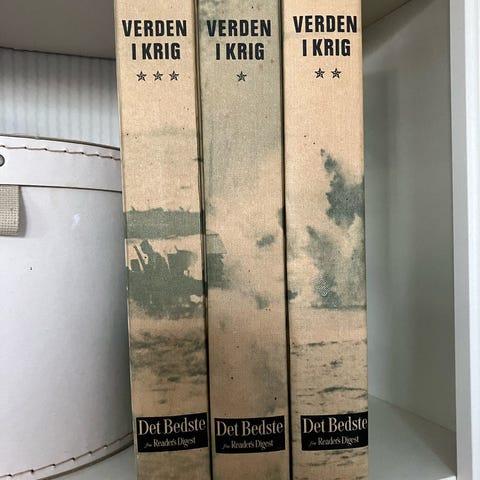 VERDEN
I KRIG
★★★
Det Bedste
fra Reader's Digest
VERDEN
I KRIG
★
Det Bedste
fra Reader's Digest
VERDEN
I KRIG
★★
Det Bedste
fra Reader's Digest